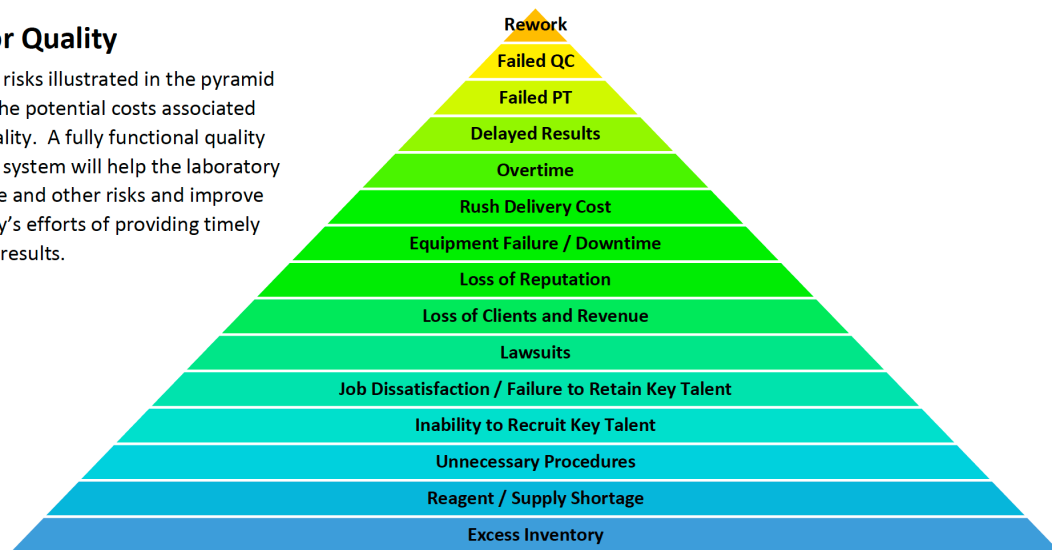 Quality
risks illustrated in the pyramid
the potential costs associated
A fully functional quality
system will help the laboratory
and other risks and improve
efforts of providing timely
results.
Rework
Failed QC
Failed PT
Delayed Results
Overtime
Rush Delivery Cost
Equipment Failure / Downtime
Loss of Reputation
Loss of Clients and Revenue
Lawsuits
Job Dissatisfaction / Failure to Retain Key Talent
Inability to Recruit Key Talent
Unnecessary Procedures
Reagent / Supply Shortage
Excess Inventory